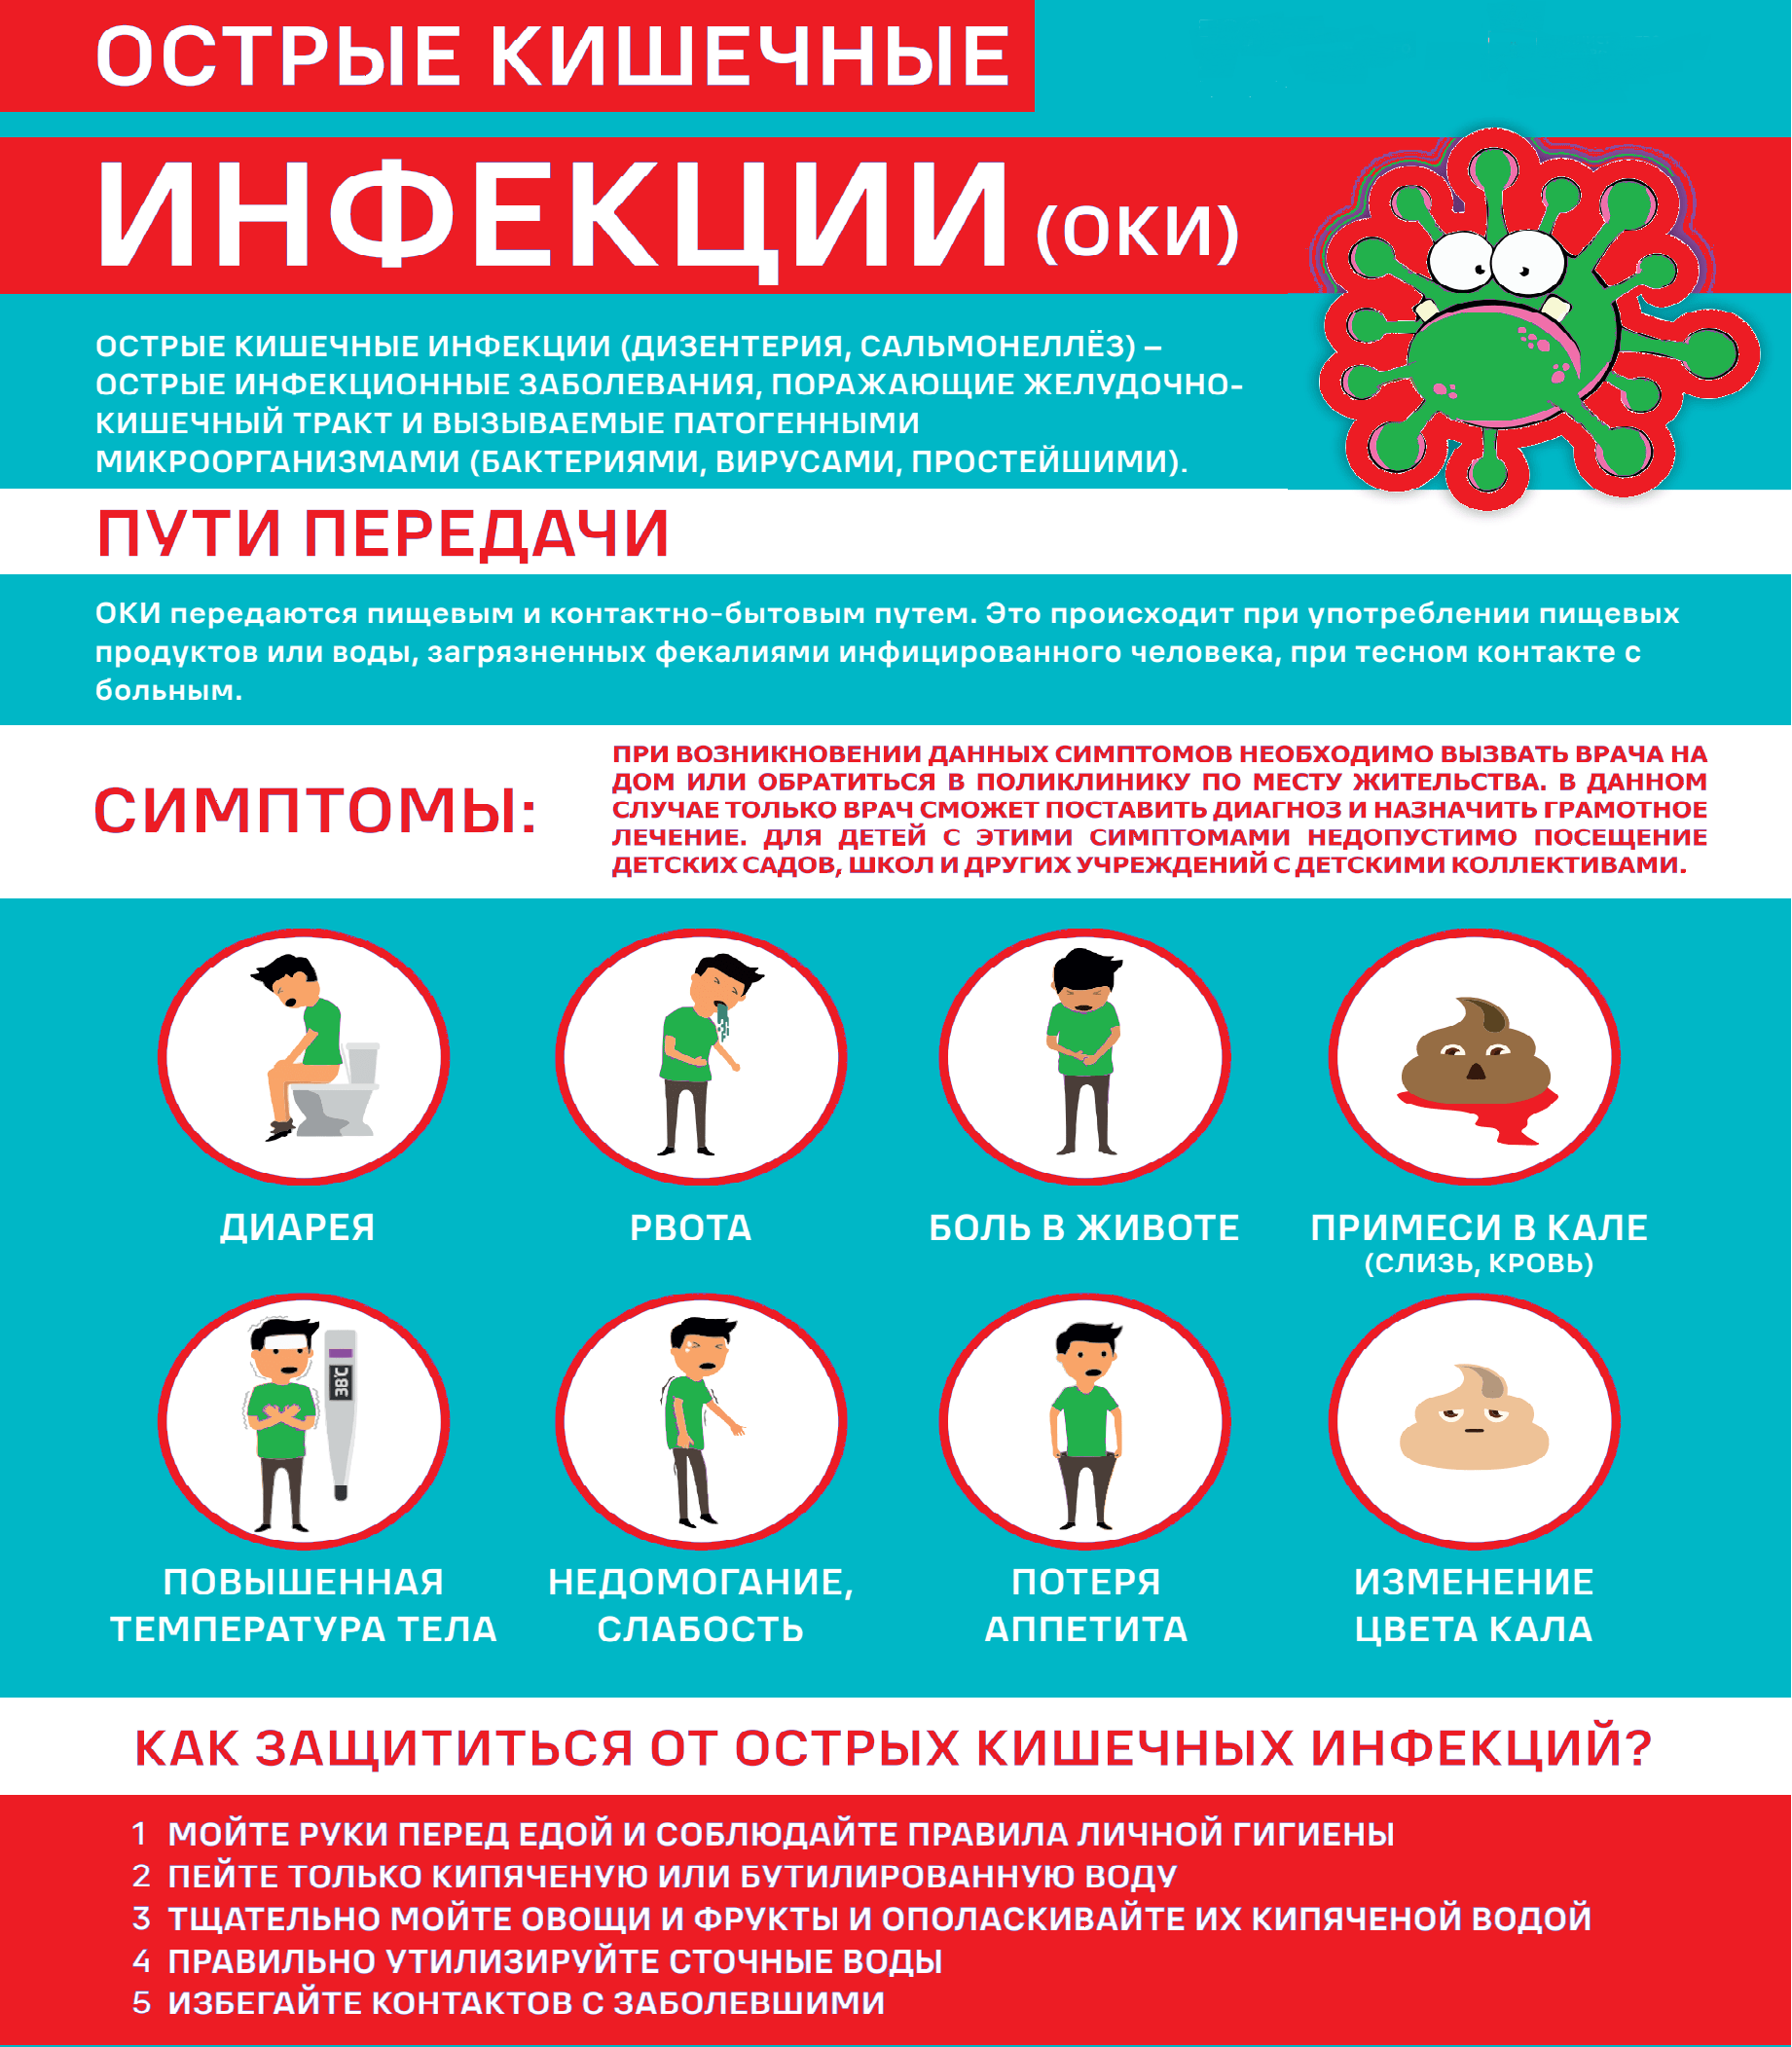 ОСТРЫЕ КИШЕЧНЫЕ
ИНФЕКЦИИ (ОКИ)
ОСТРЫЕ КИШЕЧНЫЕ ИНФЕКЦИИ (ДИЗЕНТЕРИЯ, САЛЬМОНЕЛЛЁЗ) –
ОСТРЫЕ ИНФЕКЦИОННЫЕ ЗАБОЛЕВАНИЯ, ПОРАЖАЮЩИЕ ЖЕЛУДОЧНО-
КИШЕЧНЫЙ ТРАКТ И ВЫЗЫВАЕМЫЕ ПАТОГЕННЫМИ
МИКРООРГАНИЗМАМИ (БАКТЕРИЯМИ, ВИРУСАМИ, ПРОСТЕЙШИМИ).
ПУТИ ПЕРЕДАЧИ
ОКИ передаются пищевым и контактно-бытовым путем. Это происходит при употреблении пищевых
продуктов или воды, загрязненных фекалиями инфицированного человека, при тесном контакте с
больным.
СИМПТОМЫ:
ПРИ ВОЗНИКНОВЕНИИ ДАННЫХ СИМПТОМОВ НЕОБХОДИМО ВЫЗВАТЬ ВРАЧА НА
ДОМ ИЛИ ОБРАТИТЬСЯ В ПОЛИКЛИНИКУ ПО МЕСТУ ЖИТЕЛЬСТВА. В ДАННОМ
СЛУЧАЕ ТОЛЬКО ВРАЧ СМОЖЕТ ПОСТАВИТЬ ДИАГНОЗ И НАЗНАЧИТЬ ГРАМОТНОЕ
ЛЕЧЕНИЕ. ДЛЯ ДЕТЕЙ С ЭТИМИ СИМПТОМАМИ НЕДОПУСТИМО ПОСЕЩЕНИЕ
ДЕТСКИХ САДОВ, ШКОЛ И ДРУГИХ УЧРЕЖДЕНИЙ С ДЕТСКИМИ КОЛЛЕКТИВАМИ.
ДИАРЕЯ
РВОТА
БОЛЬ В ЖИВОТЕ
ПРИМЕСИ В КАЛЕ
(СЛИЗЬ, КРОВЬ)
38°C
ПОВЫШЕННАЯ
ТЕМПЕРАТУРА ТЕЛА
НЕДОМОГАНИЕ,
СЛАБОСТЬ
ПОТЕРЯ
АППЕТИТА
ИЗМЕНЕНИЕ
ЦВЕТА КАЛА
КАК ЗАЩИТИТЬСЯ ОТ ОСТРЫХ КИШЕЧНЫХ ИНФЕКЦИЙ?
1 МОЙТЕ РУКИ ПЕРЕД ЕДОЙ И СОБЛЮДАЙТЕ ПРАВИЛА ЛИЧНОЙ ГИГИЕНЫ
2 ПЕЙТЕ ТОЛЬКО КИПЯЧЕНУЮ ИЛИ БУТИЛИРОВАННУЮ ВОДУ
3 ТЩАТЕЛЬНО МОЙТЕ ОВОЩИ И ФРУКТЫ И ОПОЛАСКИВАЙТЕ ИХ КИПЯЧЕНОЙ ВОДОЙ
4 ПРАВИЛЬНО УТИЛИЗИРУЙТЕ СТОЧНЫЕ ВОДЫ
5 ИЗБЕГАЙТЕ КОНТАКТОВ С ЗАБОЛЕВШИМИ